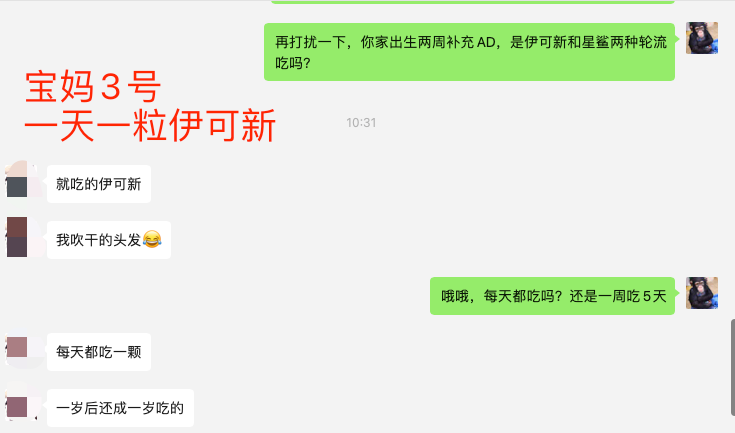 再打扰一下，你家出生两周补充AD，是伊可新和星鲨两种轮流
吃吗？
宝妈3号
一天一粒伊可新
10:31
就吃的伊可新
我吹干的头发😂
哦哦，每天都吃吗？还是一周吃5天
每天都吃一颗
一岁后还成一岁吃的